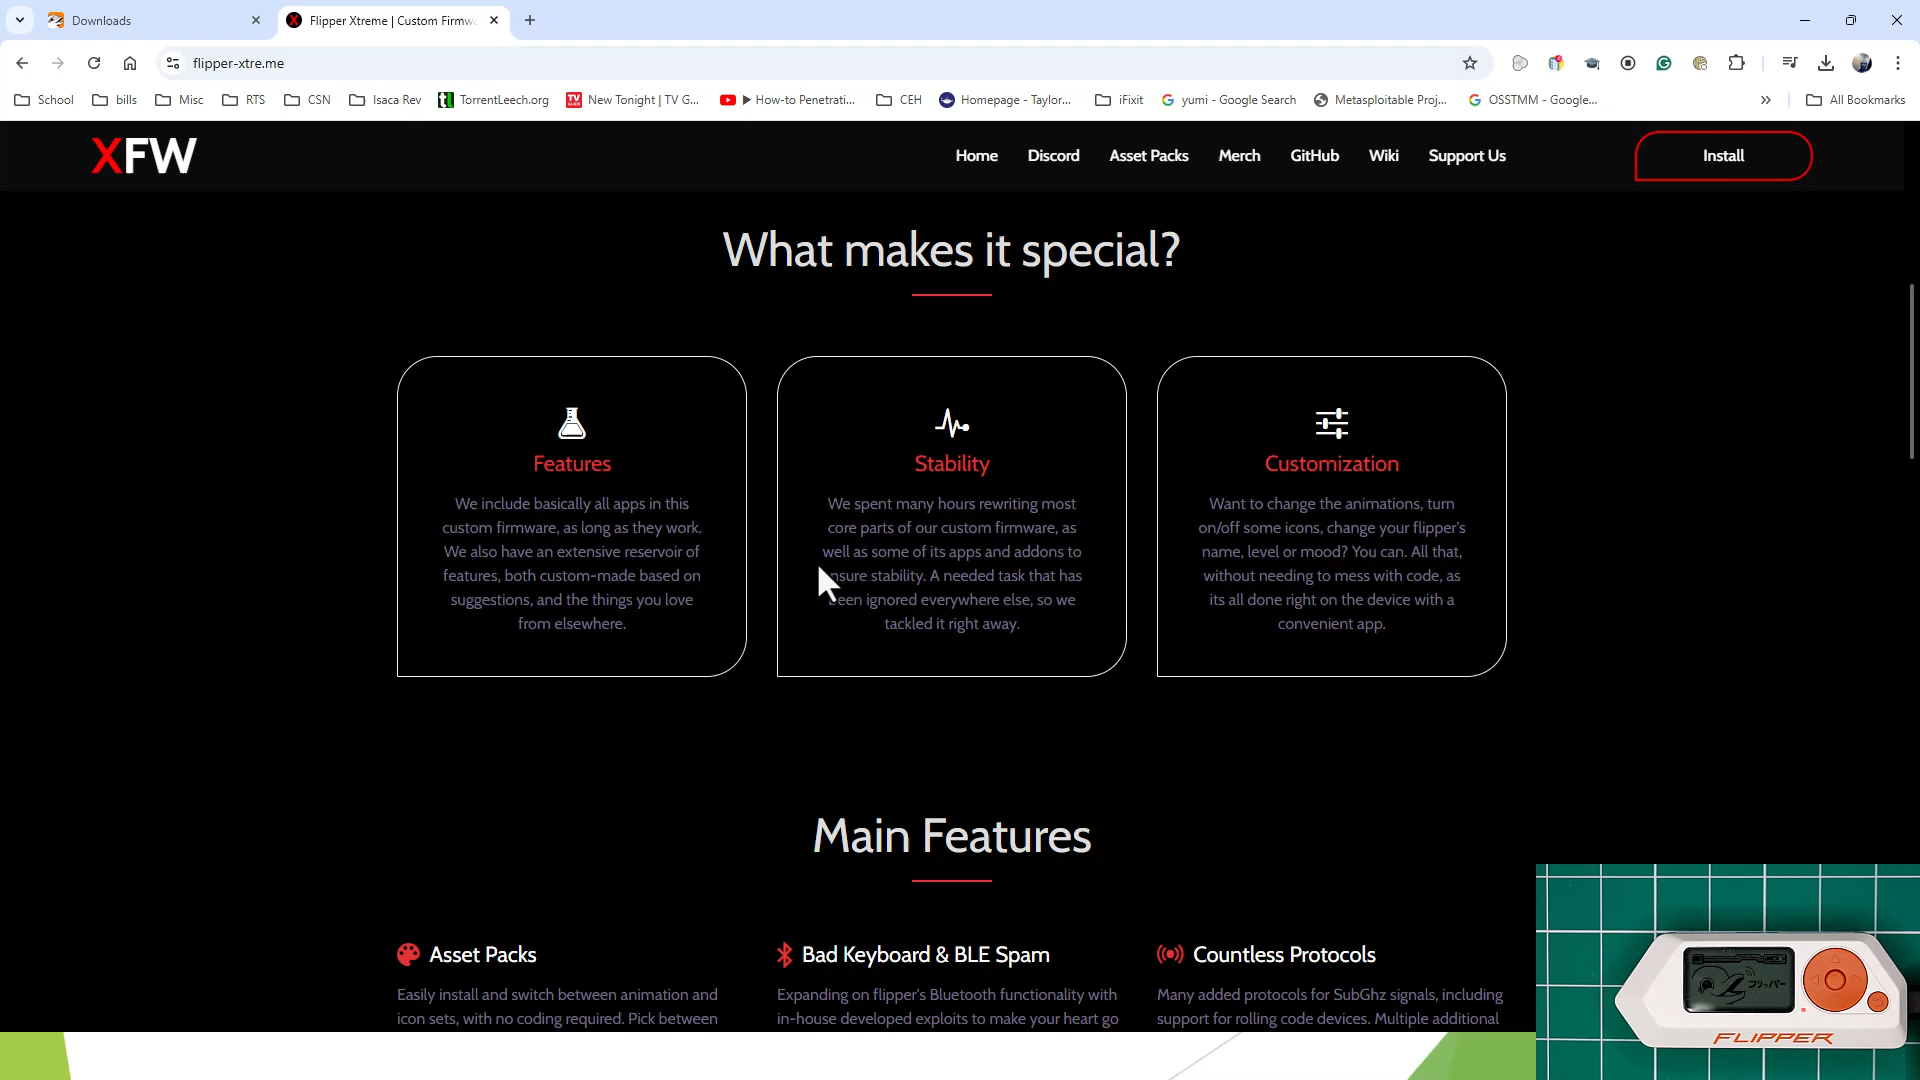 Downloads
Flipper Xtreme | Custom Firmwa
flipper-xtre.me
School
bills
Misc
RTS
CSN
Isaca Rev
TorrentLeech.org
New Tonight | TV G...
▶ How-to Penetrati...
CEH
Homepage - Taylor...
iFixit
yumi - Google Search
Metasploitable Proj...
OSSTMM - Google...
»
All Bookmarks
XFW
Home
Discord
Asset Packs
Merch
GitHub
Wiki
Support Us
Install
What makes it special?
Features
We include basically all apps in this
custom firmware, as long as they work.
We also have an extensive reservoir of
features, both custom-made based on
suggestions, and the things you love
from elsewhere.
Stability
We spent many hours rewriting most
core parts of our custom firmware, as
well as some of its apps and addons to
nsure stability. A needed task that has
been ignored everywhere else, so we
tackled it right away.
Customization
Want to change the animations, turn
on/off some icons, change your flipper's
name, level or mood? You can. All that,
without needing to mess with code, as
its all done right on the device with a
convenient app.
Main Features
Asset Packs
Easily install and switch between animation and
icon sets, with no coding required. Pick between
Bad Keyboard & BLE Spam
Expanding on flipper's Bluetooth functionality with
in-house developed exploits to make your heart go
Countless Protocols
Many added protocols for SubGhz signals, including
support for rolling code devices. Multiple additional
フリッパー
FLIPPER